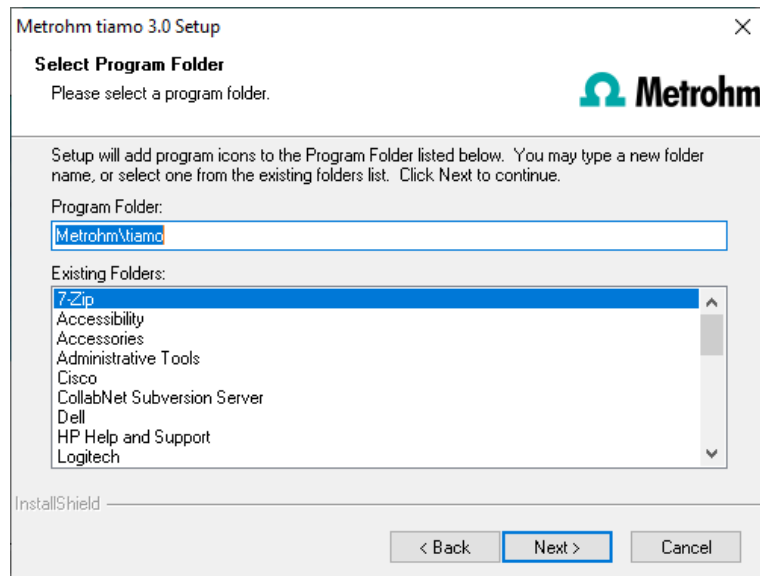 Metrohm tiamo 3.0 Setup
Select Program Folder
Please select a program folder.
Metrohm
Setup will add program icons to the Program Folder listed below. You may type a new folder
name, or select one from the existing folders list. Click Next to continue.
Program Folder:
Metrohm\tiamo
Existing Folders:
7-Zip
Accessibility
Accessories
Administrative Tools
Cisco
CollabNet Subversion Server
Dell
HP Help and Support
Logitech
InstallShield
< Back
Next >
Cancel